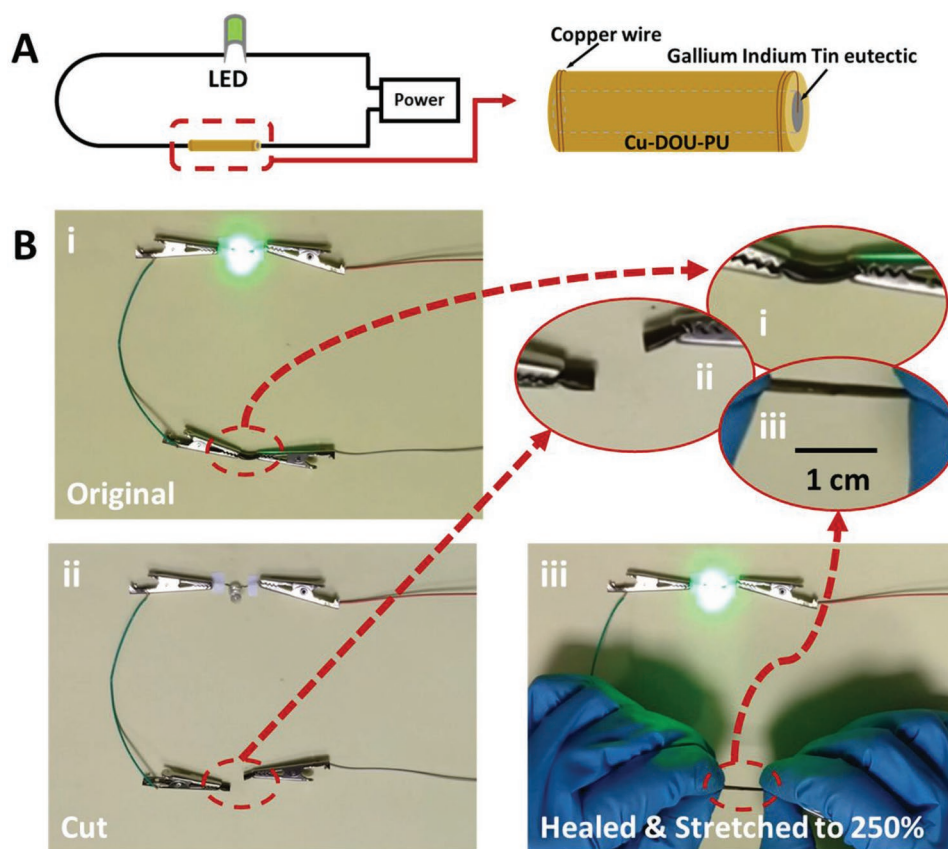 A
LED
Power
Copper wire
Gallium Indium Tin eutectic
Cu-DOU-PU
B
i
Original
i
ii
iii
1 cm
ii
Cut
iii
Healed & Stretched to 250%